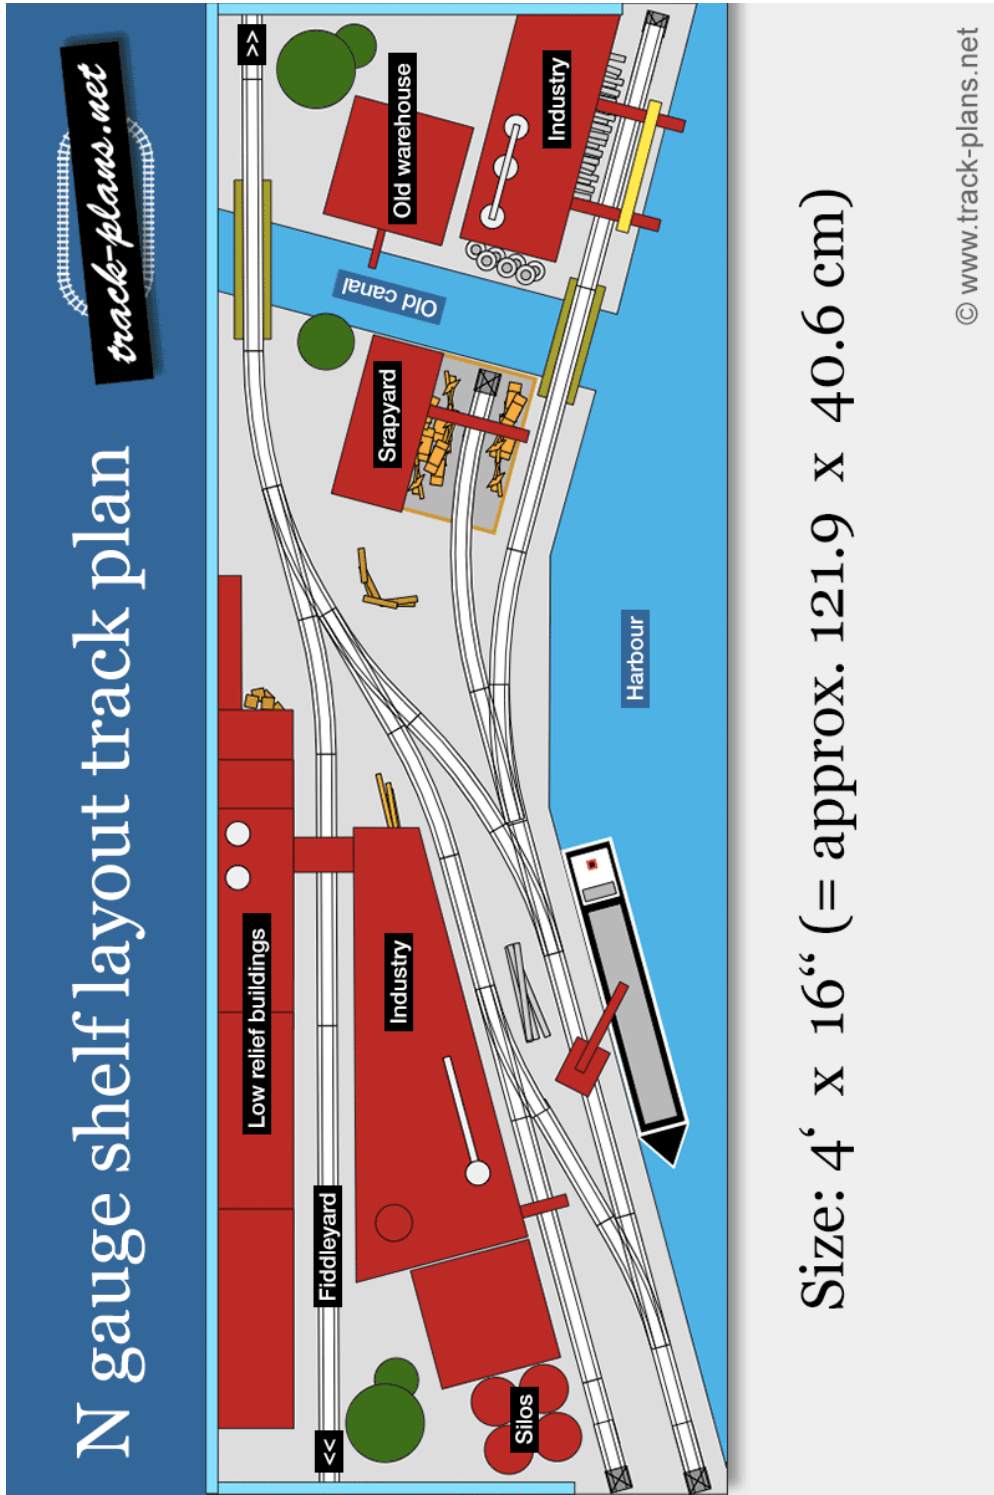 N gauge shelf layout track plan
track-plans.net
<<
Fiddleyard
>>
Low relief buildings
Industry
Silos
Srapyard
Old canal
Old warehouse
Industry
Harbour
Size: 4‘ x 16“ (= approx. 121.9 x 40.6 cm)
© www.track-plans.net